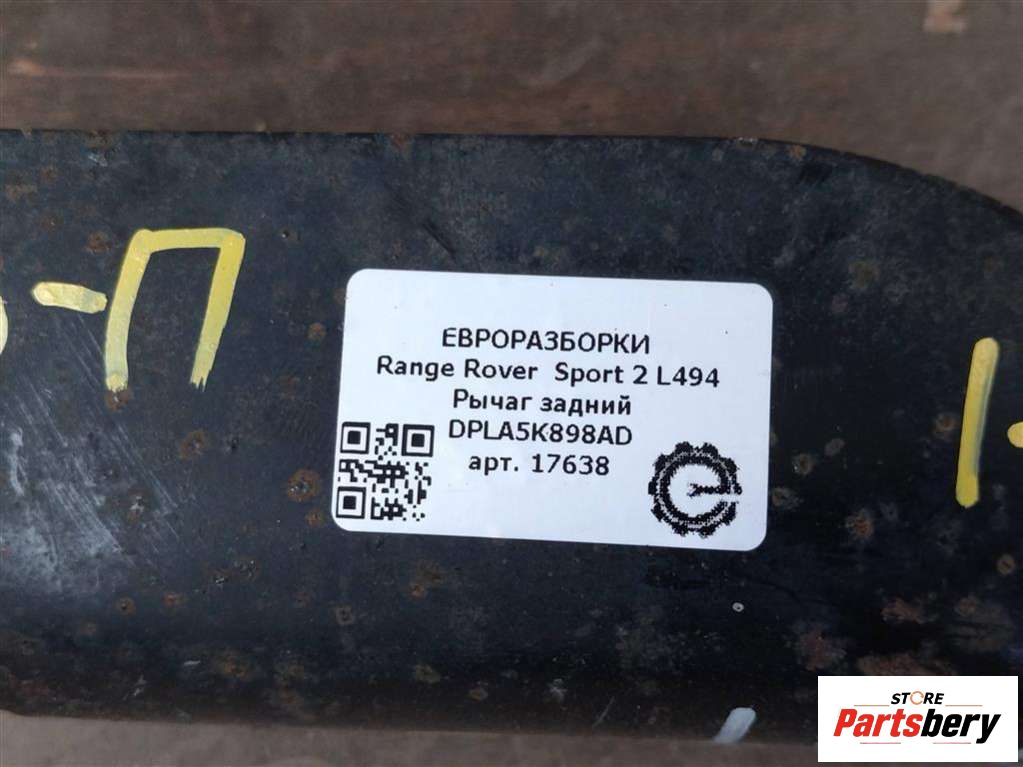 -П
ЕВРОРАЗБОРКИ
Range Rover Sport 2 L494
Рычаг задний
DPLA5K898AD
арт. 17638
STORE
Partsbery